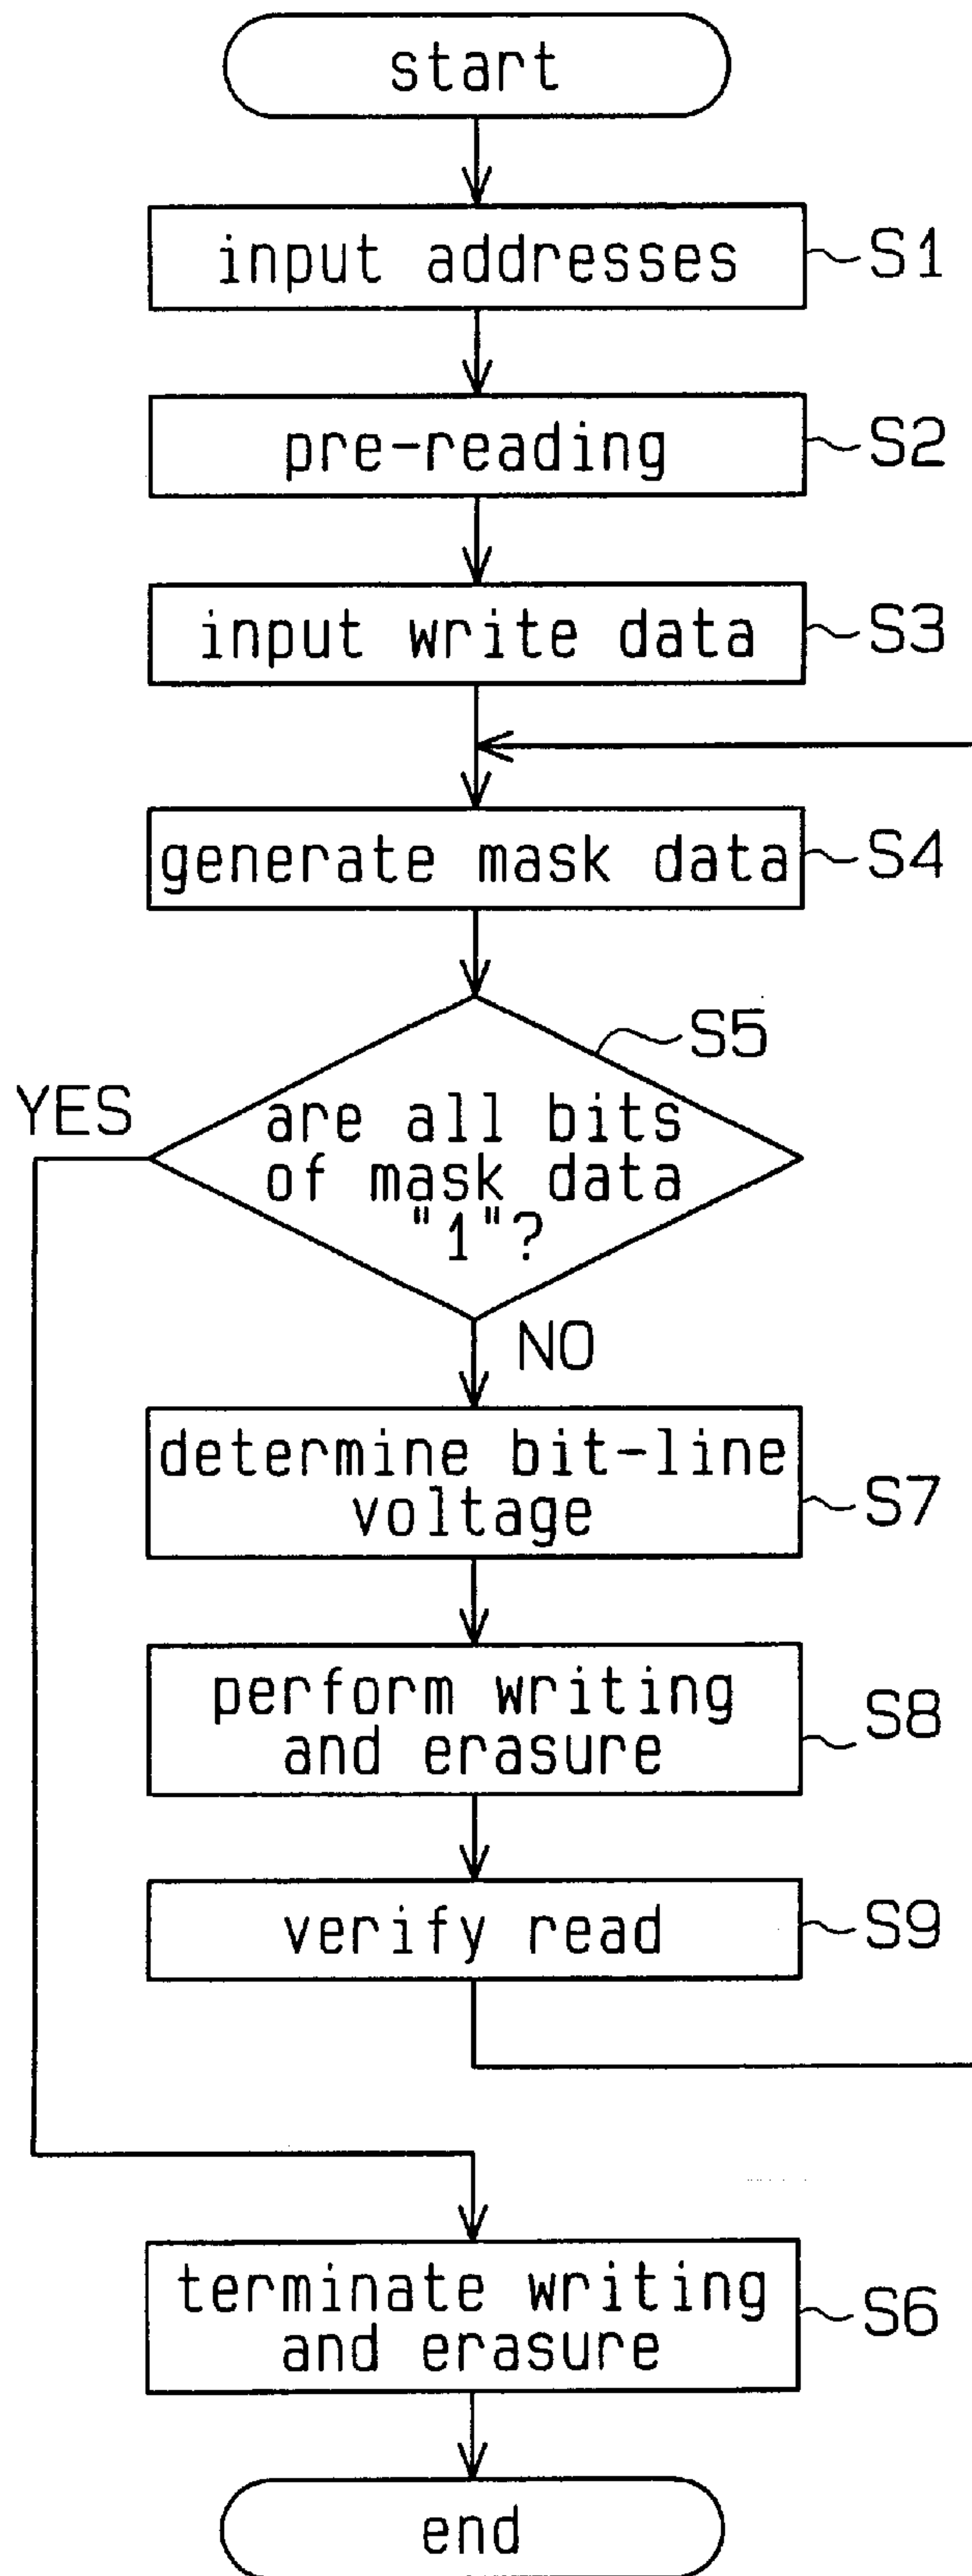 start
input addresses
S1
pre-reading
S2
input write data
S3
generate mask data
S4
S5
YES
are all bits
of mask data
"1"?
NO
determine bit-line
voltage
S7
perform writing
and erasure
S8
verify read
S9
terminate writing
and erasure
S6
end